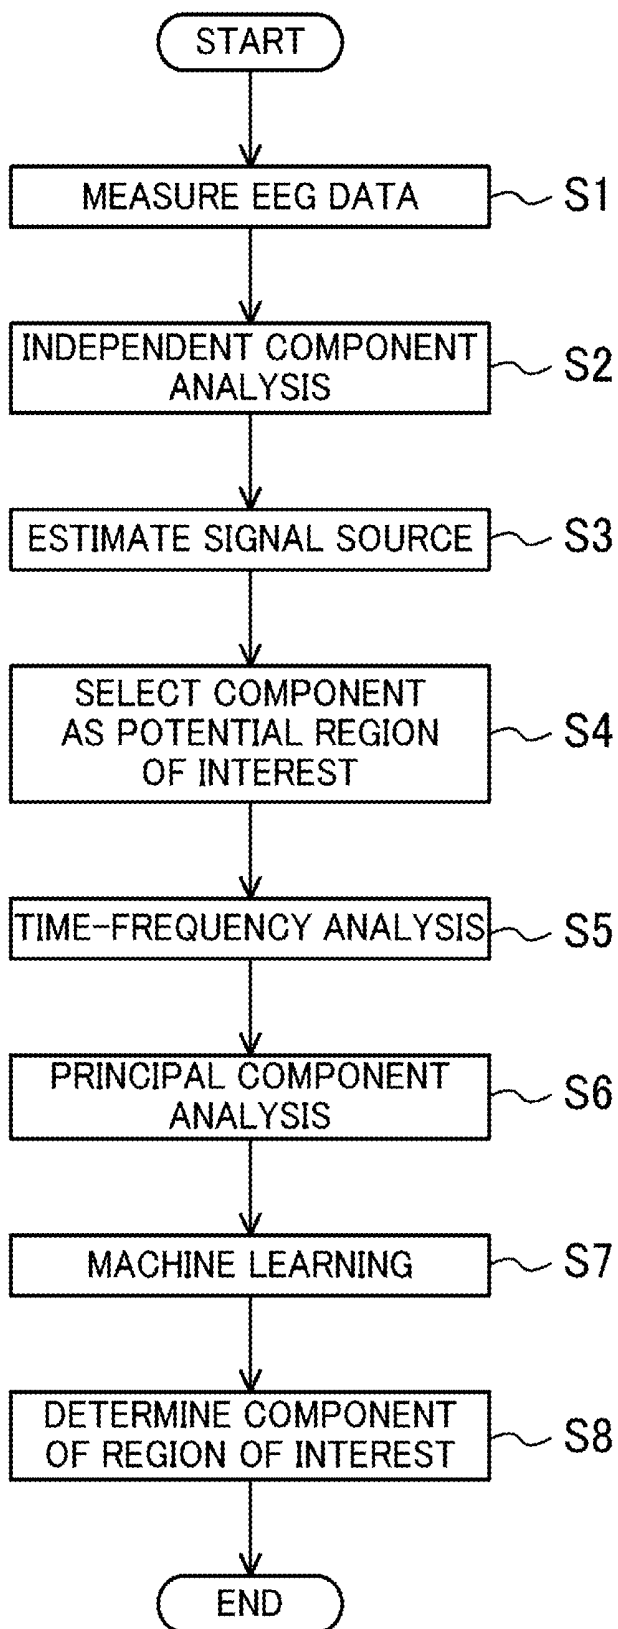 START
MEASURE EEG DATA
S1
INDEPENDENT COMPONENT
ANALYSIS
S2
ESTIMATE SIGNAL SOURCE
S3
SELECT COMPONENT
AS POTENTIAL REGION
OF INTEREST
S4
TIME-FREQUENCY ANALYSIS
S5
PRINCIPAL COMPONENT
ANALYSIS
S6
MACHINE LEARNING
S7
DETERMINE COMPONENT
OF REGION OF INTEREST
S8
END